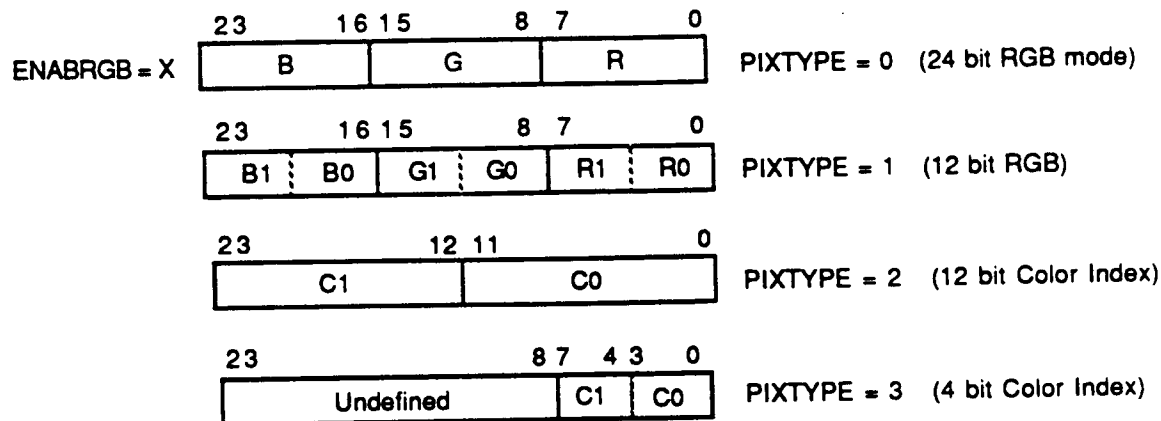 23 16 15 8 7 0
ENABRGB = X B G R PIXTYPE = 0 (24 bit RGB mode)
23 16 15 8 7 0
B1 B0 G1 G0 R1 R0 PIXTYPE = 1 (12 bit RGB)
23 12 11 0
C1 C0 PIXTYPE = 2 (12 bit Color Index)
23 8 7 4 3 0
Undefined C1 C0 PIXTYPE = 3 (4 bit Color Index)